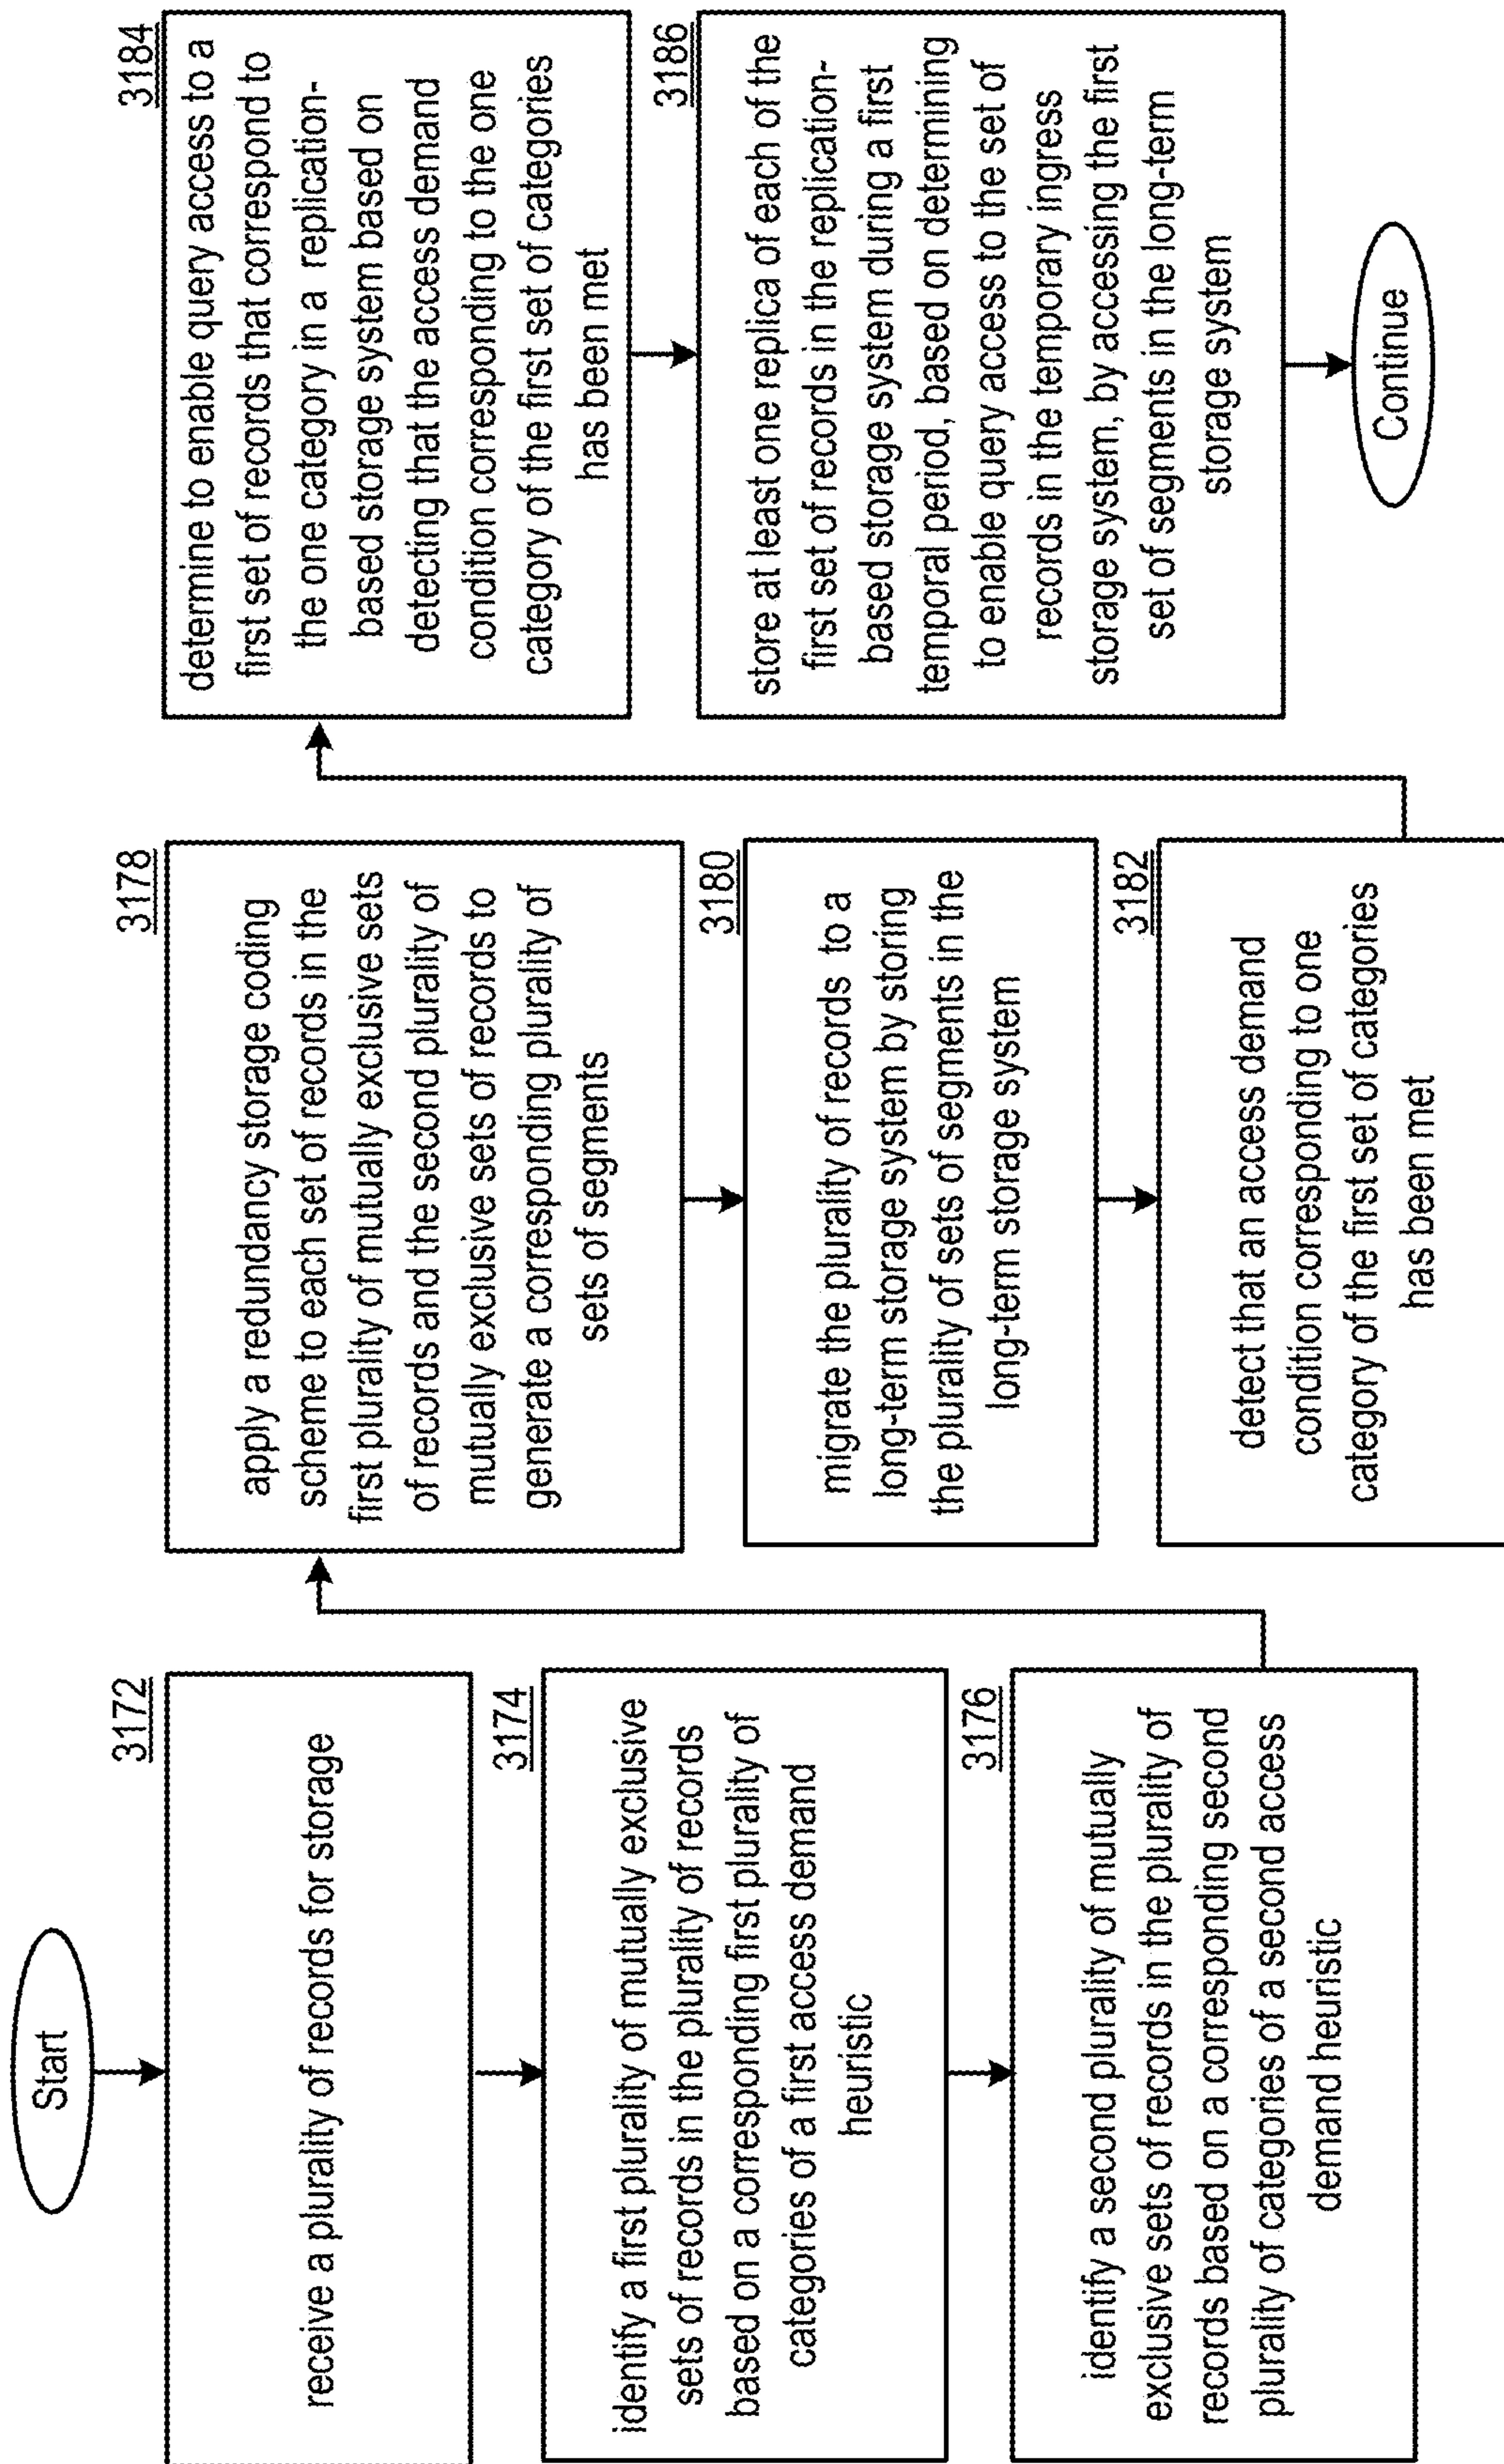 Start
3172
receive a plurality of records for storage
3174
identify a first plurality of mutually exclusive
sets of records in the plurality of records
based on a corresponding first plurality of
categories of a first access demand
heuristic
3176
identify a second plurality of mutually
exclusive sets of records in the plurality of
records based on a corresponding second
plurality of categories of a second access
demand heuristic
3178
apply a redundancy storage coding
scheme to each set of records in the
first plurality of mutually exclusive sets
of records and the second plurality of
mutually exclusive sets of records to
generate a corresponding plurality of
sets of segments
3180
migrate the plurality of records to a
long-term storage system by storing
the plurality of sets of segments in the
long-term storage system
3182
detect that an access demand
condition corresponding to one
category of the first set of categories
has been met
3184
determine to enable query access to a
first set of records that correspond to
the one category in a replication-
based storage system based on
detecting that the access demand
condition corresponding to the one
category of the first set of categories
has been met
3186
store at least one replica of each of the
first set of records in the replication-
based storage system during a first
temporal period, based on determining
to enable query access to the set of
records in the temporary ingress
storage system, by accessing the first
set of segments in the long-term
storage system
Continue